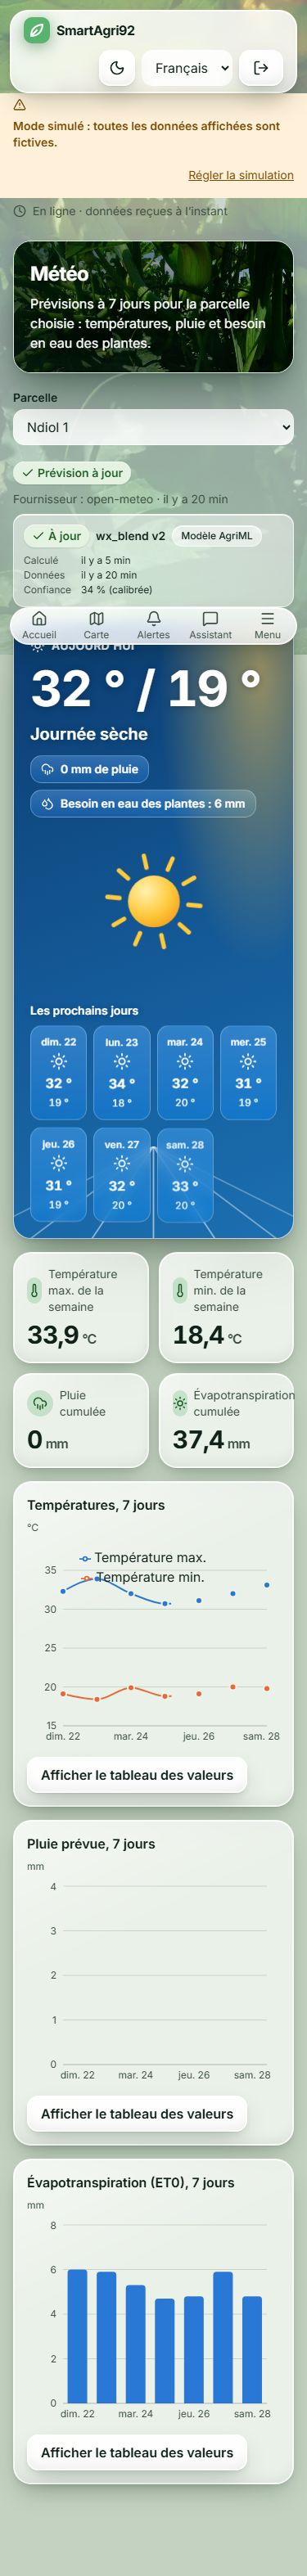 SmartAgri92
Français
Mode simulé : toutes les données affichées sont
fictives.
Régler la simulation
En ligne · données reçues à l'instant
Météo
Prévisions à 7 jours pour la parcelle
choisie : températures, pluie et besoin
en eau des plantes.
Parcelle
Ndiol 1
Prévision à jour
Fournisseur : open-meteo · il y a 20 min
À jour wx_blend v2 Modèle AgriML
Calculé il y a 5 min
Données il y a 20 min
Confiance 34 % (calibrée)
Accueil Carte Alertes Assistant Menu
AUJOURD'HUI
32 ° / 19 °
Journée sèche
0 mm de pluie
Besoin en eau des plantes : 6 mm
Les prochains jours
dim. 22 lun. 23 mar. 24 mer. 25
32 ° 34 ° 32 ° 31 °
19 ° 18 ° 20 ° 19 °
jeu. 26 ven. 27 sam. 28
31 ° 32 ° 33 °
19 ° 20 ° 20 °
Température
max. de la
semaine
33,9 °C
Température
min. de la
semaine
18,4 °C
Pluie
cumulée
0 mm
Évapotranspiration
cumulée
37,4 mm
Températures, 7 jours
°C
Température max.
Température min.
35
30
25
20
15
dim. 22 mar. 24 jeu. 26 sam. 28
Afficher le tableau des valeurs
Pluie prévue, 7 jours
mm
4
3
2
1
0
dim. 22 mar. 24 jeu. 26 sam. 28
Afficher le tableau des valeurs
Évapotranspiration (ET0), 7 jours
mm
8
6
4
2
0
dim. 22 mar. 24 jeu. 26 sam. 28
Afficher le tableau des valeurs